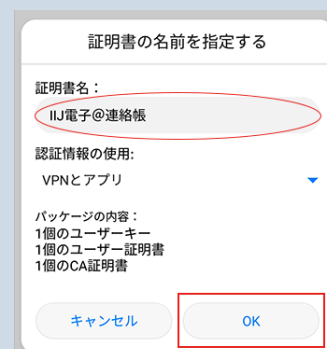 証明書の名前を指定する
証明書名：
IIJ電子@連絡帳
認証情報の使用:
VPNとアプリ
パッケージの内容：
1個のユーザーキー
1個のユーザー証明書
1個のCA証明書
キャンセル
OK